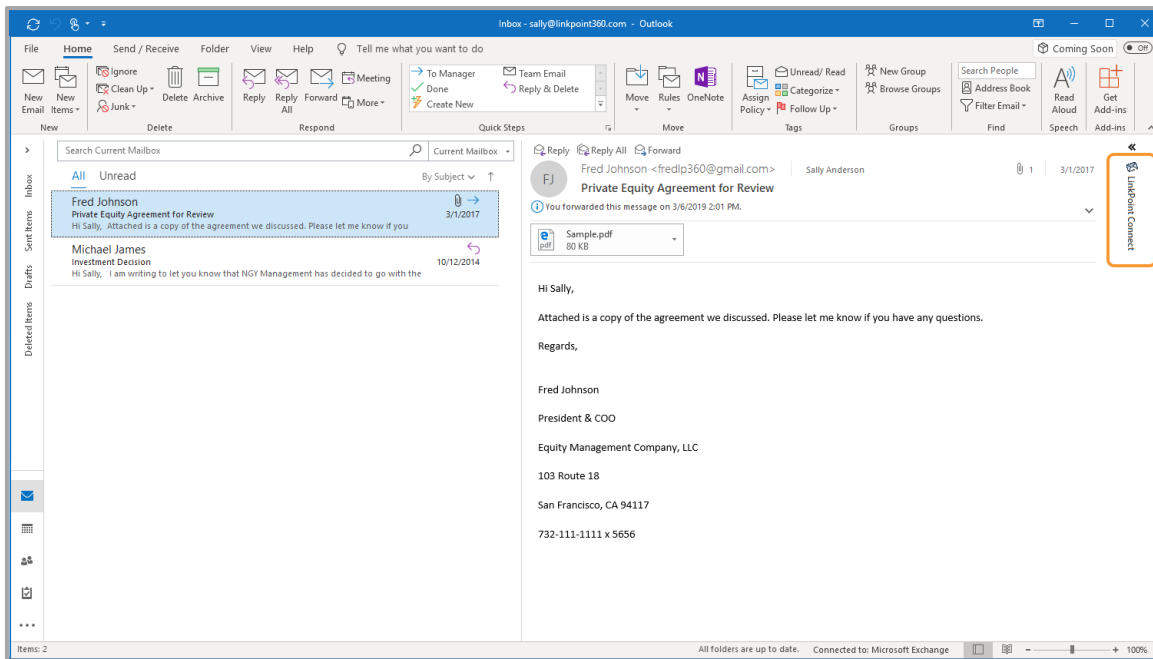 Inbox - sally@linkpoint360.com - Outlook
File Home Send / Receive Folder View Help Tell me what you want to do Coming Soon Off
New Email
New Items
Ignore
Clean Up
Junk
Delete Archive
Reply Reply All Forward
Meeting
More
To Manager Team Email
Done Reply & Delete
Create New
Move Rules OneNote
Assign Policy
Unread/ Read
Categorize
Follow Up
New Group
Browse Groups
Search People
Address Book
Filter Email
Read Aloud
Get Add-ins
New Delete Respond Quick Steps Move Tags Groups Find Speech Add-ins
Inbox
Sent Items
Drafts
Deleted Items
Search Current Mailbox Current Mailbox
All Unread By Subject
Fred Johnson
Private Equity Agreement for Review 3/1/2017
Hi Sally, Attached is a copy of the agreement we discussed. Please let me know if you
Michael James
Investment Decision 10/12/2014
Hi Sally, I am writing to let you know that NGY Management has decided to go with the
Reply Reply All Forward
FJ
Fred Johnson <fredlp360@gmail.com> Sally Anderson 1 3/1/2017
Private Equity Agreement for Review
You forwarded this message on 3/6/2019 2:01 PM.
pdf
Sample.pdf
80 KB
Hi Sally,
Attached is a copy of the agreement we discussed. Please let me know if you have any questions.
Regards,
Fred Johnson
President & COO
Equity Management Company, LLC
103 Route 18
San Francisco, CA 94117
732-111-1111 x 5656
LinkPoint Connect
Items: 2 All folders are up to date. Connected to: Microsoft Exchange 100%